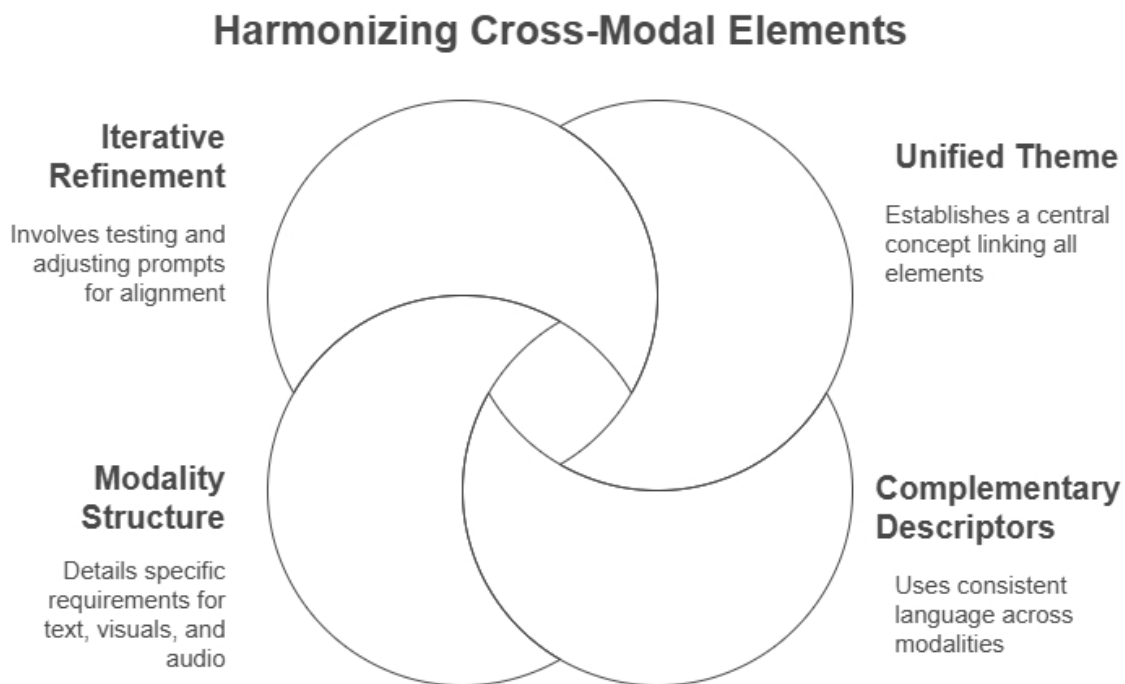 Harmonizing Cross-Modal Elements
Iterative
Refinement
Involves testing and
adjusting prompts
for alignment
Unified Theme
Establishes a central
concept linking all
elements
Modality
Structure
Details specific
requirements for
text, visuals, and
audio
Complementary
Descriptors
Uses consistent
language across
modalities